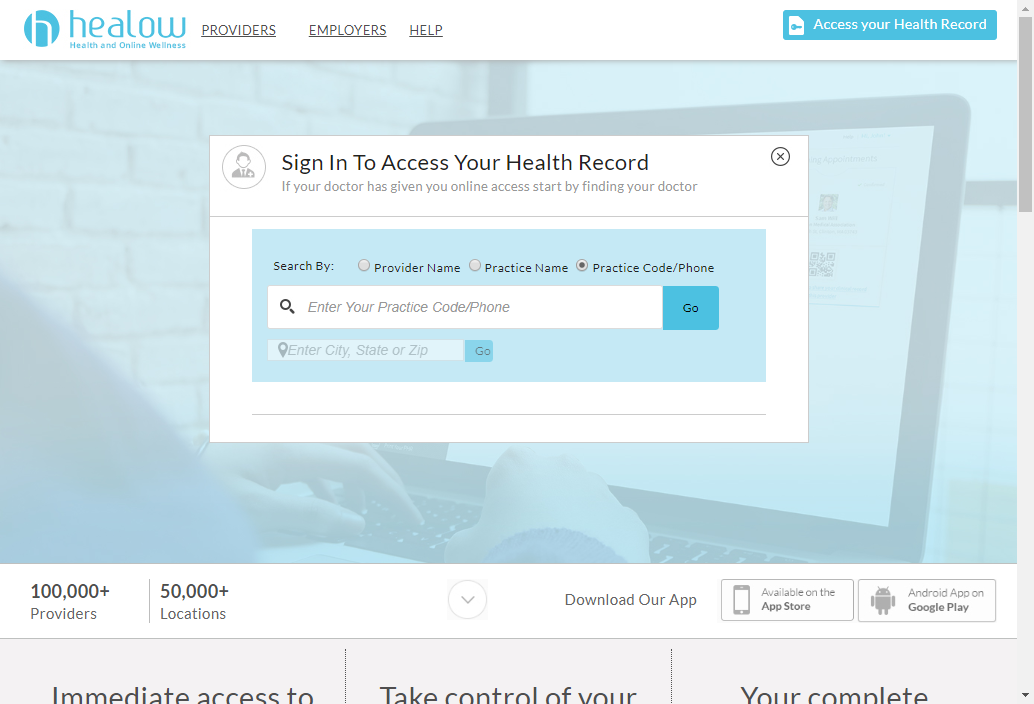 healow
Health and Online Wellness
PROVIDERS EMPLOYERS HELP
Access your Health Record
Sign In To Access Your Health Record
If your doctor has given you online access start by finding your doctor
Search By: Provider Name Practice Name Practice Code/Phone
Enter Your Practice Code/Phone Go
Enter City, State or Zip Go
100,000+
Providers
50,000+
Locations
Download Our App
Available on the
App Store
Android App on
Google Play
Immediate access to
Take control of your
Your complete